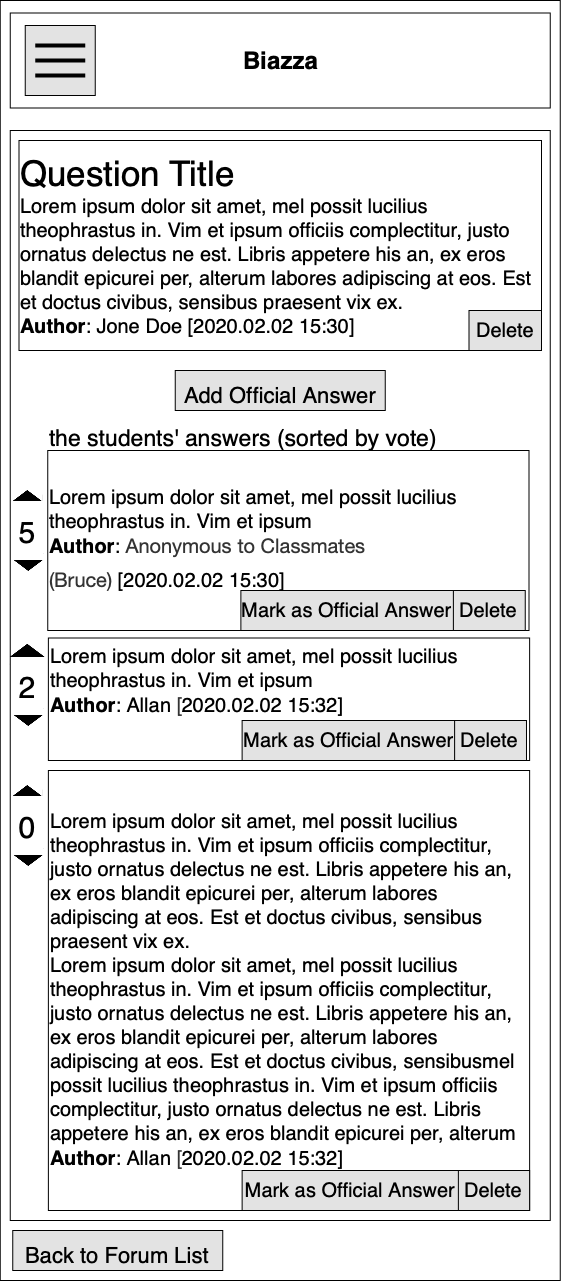 Biazza
Question Title
Lorem ipsum dolor sit amet, mel possit lucilius
theophrastus in. Vim et ipsum officiis complectitur, justo
ornatus delectus ne est. Libris appetere his an, ex eros
blandit epicurei per, alterum labores adipiscing at eos. Est
et doctus civibus, sensibus praesent vix ex.
Author: Jone Doe [2020.02.02 15:30]
Delete
Add Official Answer
the students' answers (sorted by vote)
5
Lorem ipsum dolor sit amet, mel possit lucilius
theophrastus in. Vim et ipsum
Author: Anonymous to Classmates
(Bruce) [2020.02.02 15:30]
Mark as Official Answer Delete
2
Lorem ipsum dolor sit amet, mel possit lucilius
theophrastus in. Vim et ipsum
Author: Allan [2020.02.02 15:32]
Mark as Official Answer Delete
0
Lorem ipsum dolor sit amet, mel possit lucilius
theophrastus in. Vim et ipsum officiis complectitur,
justo ornatus delectus ne est. Libris appetere his an,
ex eros blandit epicurei per, alterum labores
adipiscing at eos. Est et doctus civibus, sensibus
praesent vix ex.
Lorem ipsum dolor sit amet, mel possit lucilius
theophrastus in. Vim et ipsum officiis complectitur,
justo ornatus delectus ne est. Libris appetere his an,
ex eros blandit epicurei per, alterum labores
adipiscing at eos. Est et doctus civibus, sensibusmel
possit lucilius theophrastus in. Vim et ipsum officiis
complectitur, justo ornatus delectus ne est. Libris
appetere his an, ex eros blandit epicurei per, alterum
Author: Allan [2020.02.02 15:32]
Mark as Official Answer Delete
Back to Forum List